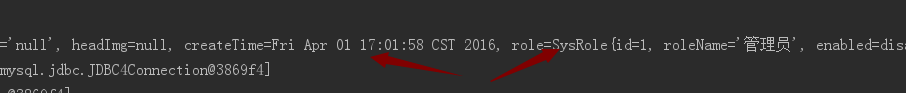 ='null', headImg=null, createTime=Fri Apr 01 17:01:58 CST 2016, role=SysRole{id=1, roleName='管理员', enabled=disa
mysql.jdbc.JDBC4Connection@3869f4]